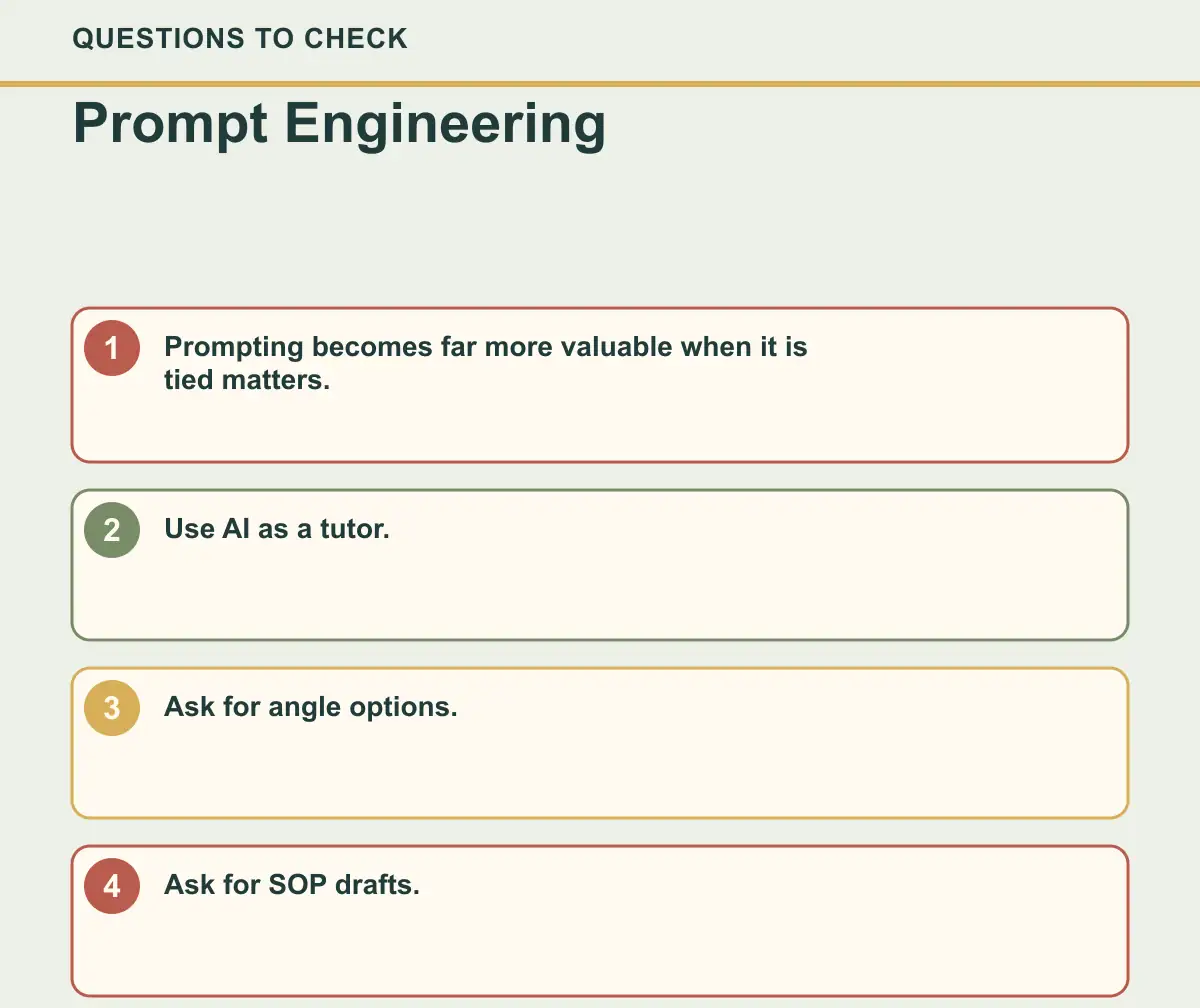 QUESTIONS TO CHECK
Prompt Engineering
1
Prompting becomes far more valuable when it is
tied matters.
2
Use AI as a tutor.
3
Ask for angle options.
4
Ask for SOP drafts.